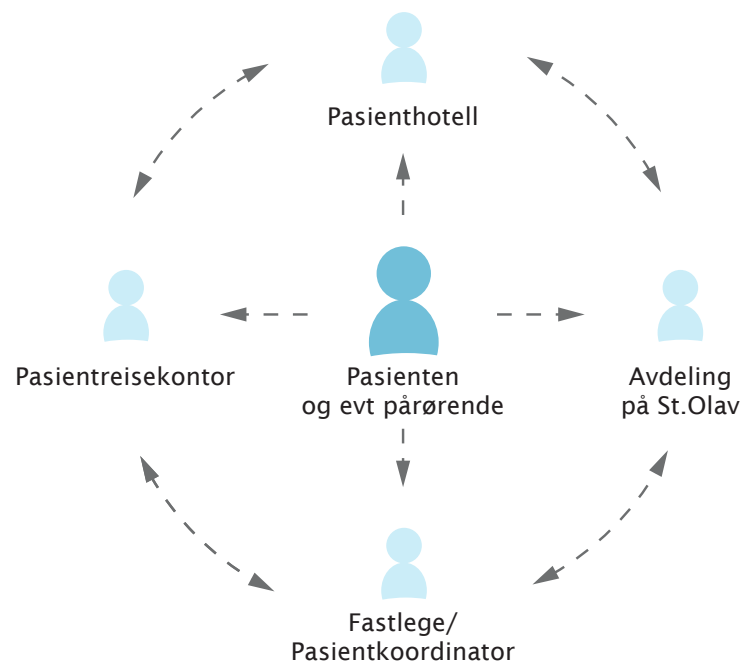 Pasienthotell
Pasientreisekontor
Pasienten
og evt pårørende
Avdeling
på St.Olav
Fastlege/
Pasientkoordinator